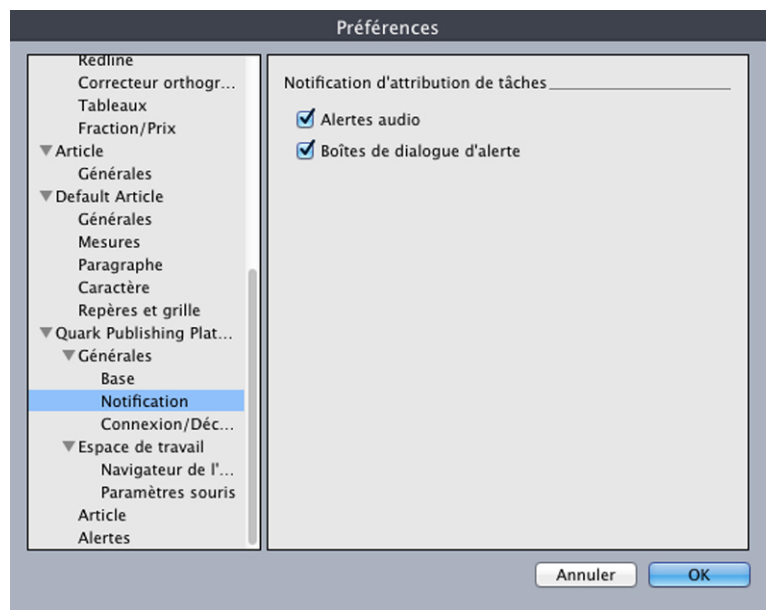 Préférences
Redline
Correcteur orthogr...
Tableaux
Fraction/Prix
Article
Générales
Default Article
Générales
Mesures
Paragraphe
Caractère
Repères et grille
Quark Publishing Plat...
Générales
Base
Notification
Connexion/Déc...
Espace de travail
Navigateur de l'...
Paramètres souris
Article
Alertes
Notification d'attribution de tâches
Alertes audio
Boîtes de dialogue d'alerte
Annuler
OK